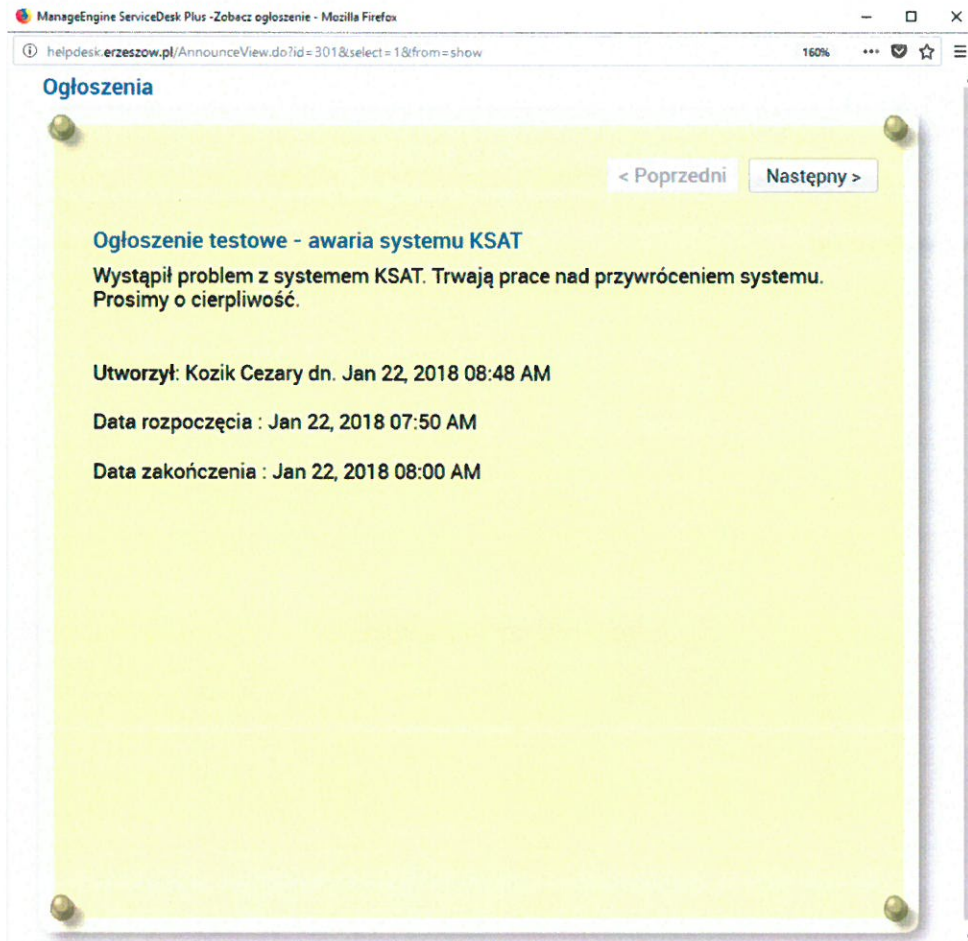 ManageEngine ServiceDesk Plus -Zobacz ogłoszenie - Mozilla Firefox
helpdesk.erzeszow.pl/AnnounceView.do?id=301&select=1&from=show 160%
Ogłoszenia
< Poprzedni Następny >
Ogłoszenie testowe - awaria systemu KSAT
Wystąpił problem z systemem KSAT. Trwają prace nad przywróceniem systemu.
Prosimy o cierpliwość.
Utworzył: Kozik Cezary dn. Jan 22, 2018 08:48 AM
Data rozpoczęcia : Jan 22, 2018 07:50 AM
Data zakończenia : Jan 22, 2018 08:00 AM